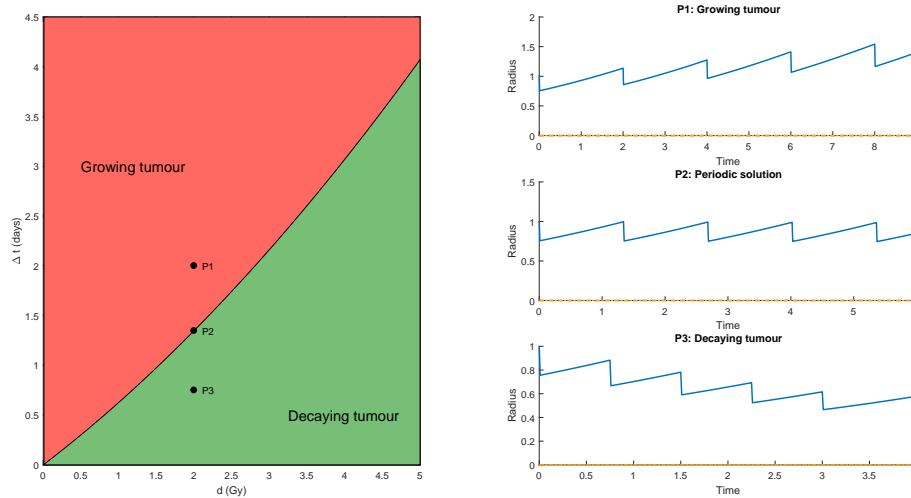 4.5
4
3.5
3
2.5
2
1.5
1
0.5
0
Δ t (days)
Growing tumour
P1
P2
P3
Decaying tumour
0 0.5 1 1.5 2 2.5 3 3.5 4 4.5 5
d (Gy)
P1: Growing tumour
2
1.5
1
0.5
0
Radius
0 1 2 3 4 5 6 7 8
Time
P2: Periodic solution
1.5
1
0.5
0
Radius
0 1 2 3 4 5
Time
P3: Decaying tumour
1
0.8
0.6
0.4
0.2
0
Radius
0 0.5 1 1.5 2 2.5 3 3.5
Time